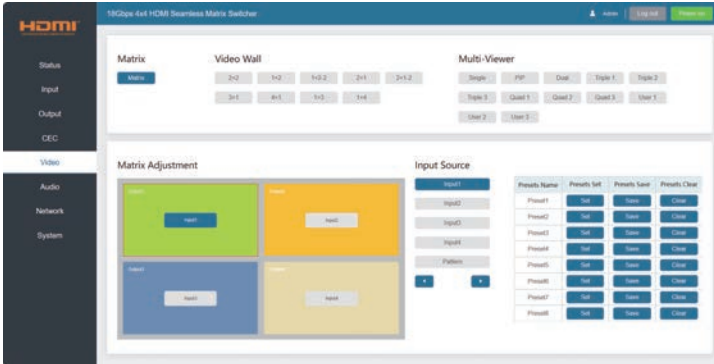 HDMI
18Gbps 4x4 HDMI Seamless Matrix Switcher
Admin
Log out
Power on
Status
Input
Output
CEC
Video
Audio
Network
System
Matrix
Matrix
Video Wall
2×2 1×2 1×2-2 2×1 2×1-2
3×1 4×1 1×3 1×4
Multi-Viewer
Single PIP Dual Triple 1 Triple 2
Triple 3 Quad 1 Quad 2 Quad 3 User 1
User 2 User 3
Matrix Adjustment
Input1 Input2
Input3 Input4
Input Source
Input1
Input2
Input3
Input4
Pattern
Presets Name Presets Set Presets Save Presets Clear
Preset1 Set Save Clear
Preset2 Set Save Clear
Preset3 Set Save Clear
Preset4 Set Save Clear
Preset5 Set Save Clear
Preset6 Set Save Clear
Preset7 Set Save Clear
Preset8 Set Save Clear